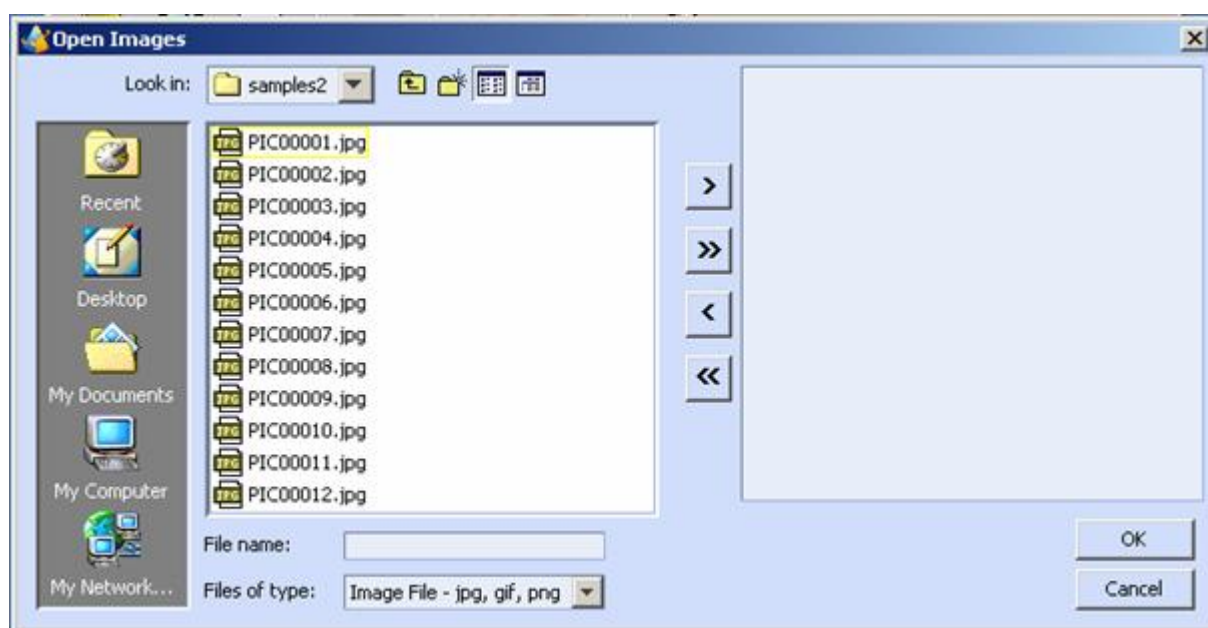 Open Images
Look in:
samples2
Recent
Desktop
My Documents
My Computer
My Network...
PIC00001.jpg
PIC00002.jpg
PIC00003.jpg
PIC00004.jpg
PIC00005.jpg
PIC00006.jpg
PIC00007.jpg
PIC00008.jpg
PIC00009.jpg
PIC00010.jpg
PIC00011.jpg
PIC00012.jpg
>
»
<
«
File name:
Files of type:
Image File - jpg, gif, png
OK
Cancel